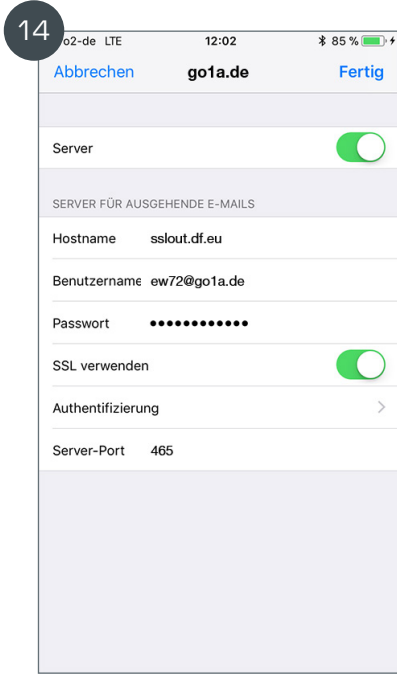 14
o2-de LTE 12:02 85 %
Abbrechen go1a.de Fertig
Server
SERVER FÜR AUSGEHENDE E-MAILS
Hostname sslout.df.eu
Benutzername ew72@go1a.de
Passwort ••••••••••••
SSL verwenden
Authentifizierung
Server-Port 465